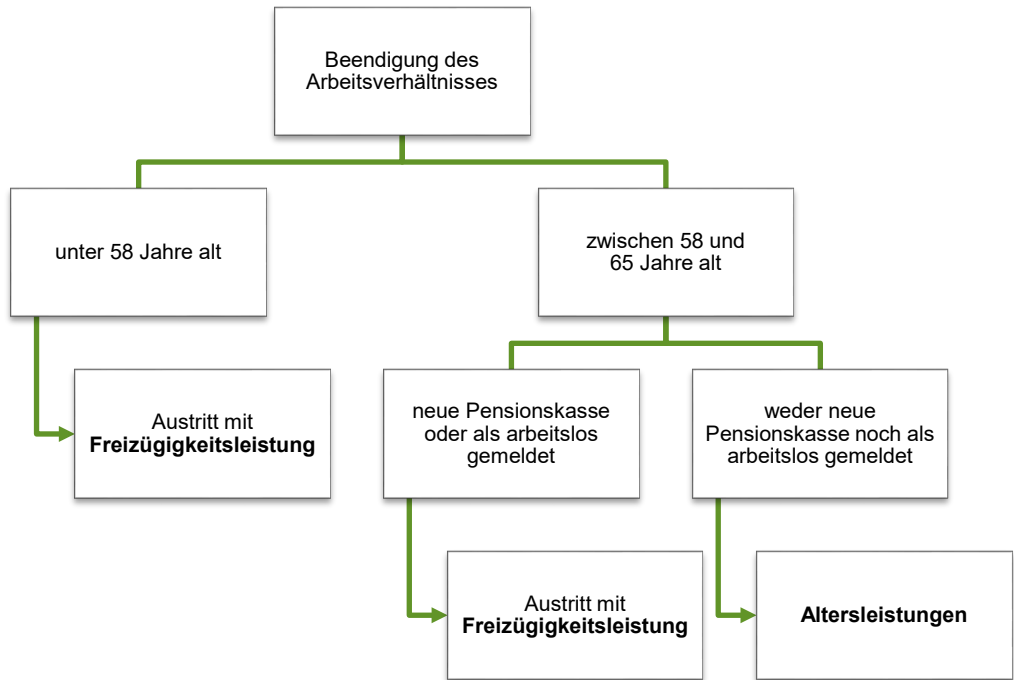 Beendigung des
Arbeitsverhältnisses
unter 58 Jahre alt
zwischen 58 und
65 Jahre alt
Austritt mit
Freizügigkeitsleistung
neue Pensionskasse
oder als arbeitslos
gemeldet
weder neue
Pensionskasse noch als
arbeitslos gemeldet
Austritt mit
Freizügigkeitsleistung
Altersleistungen